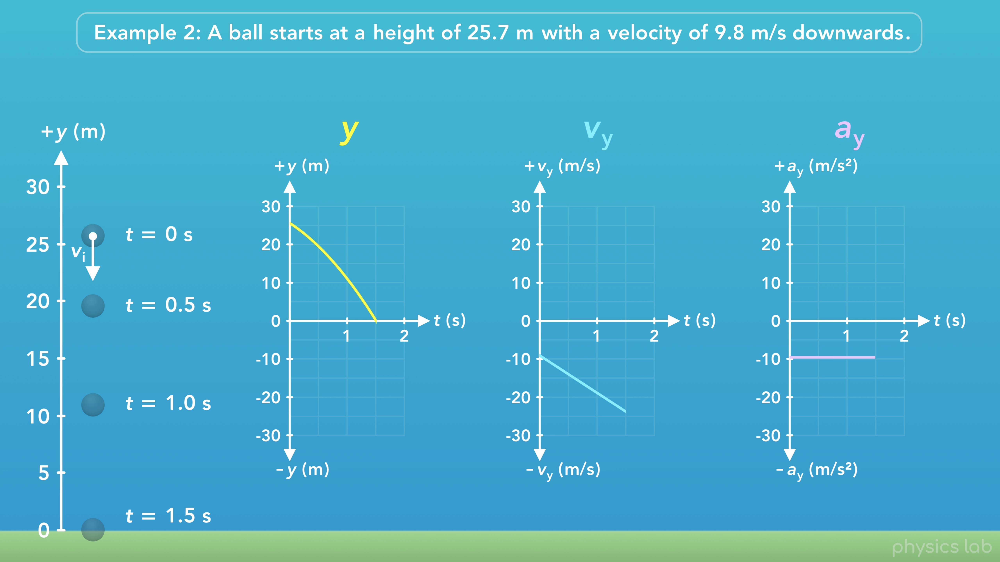 Example 2: A ball starts at a height of 25.7 m with a velocity of 9.8 m/s downwards.
+y (m)
30
25
20
15
10
5
0
vi
t = 0 s
t = 0.5 s
t = 1.0 s
t = 1.5 s
y
+y (m)
30
20
10
0
-10
-20
-30
1
2
t (s)
–y (m)
vy
+vy (m/s)
30
20
10
0
-10
-20
-30
1
2
t (s)
–vy (m/s)
ay
+ay (m/s²)
30
20
10
0
-10
-20
-30
1
2
t (s)
–ay (m/s²)
physics lab